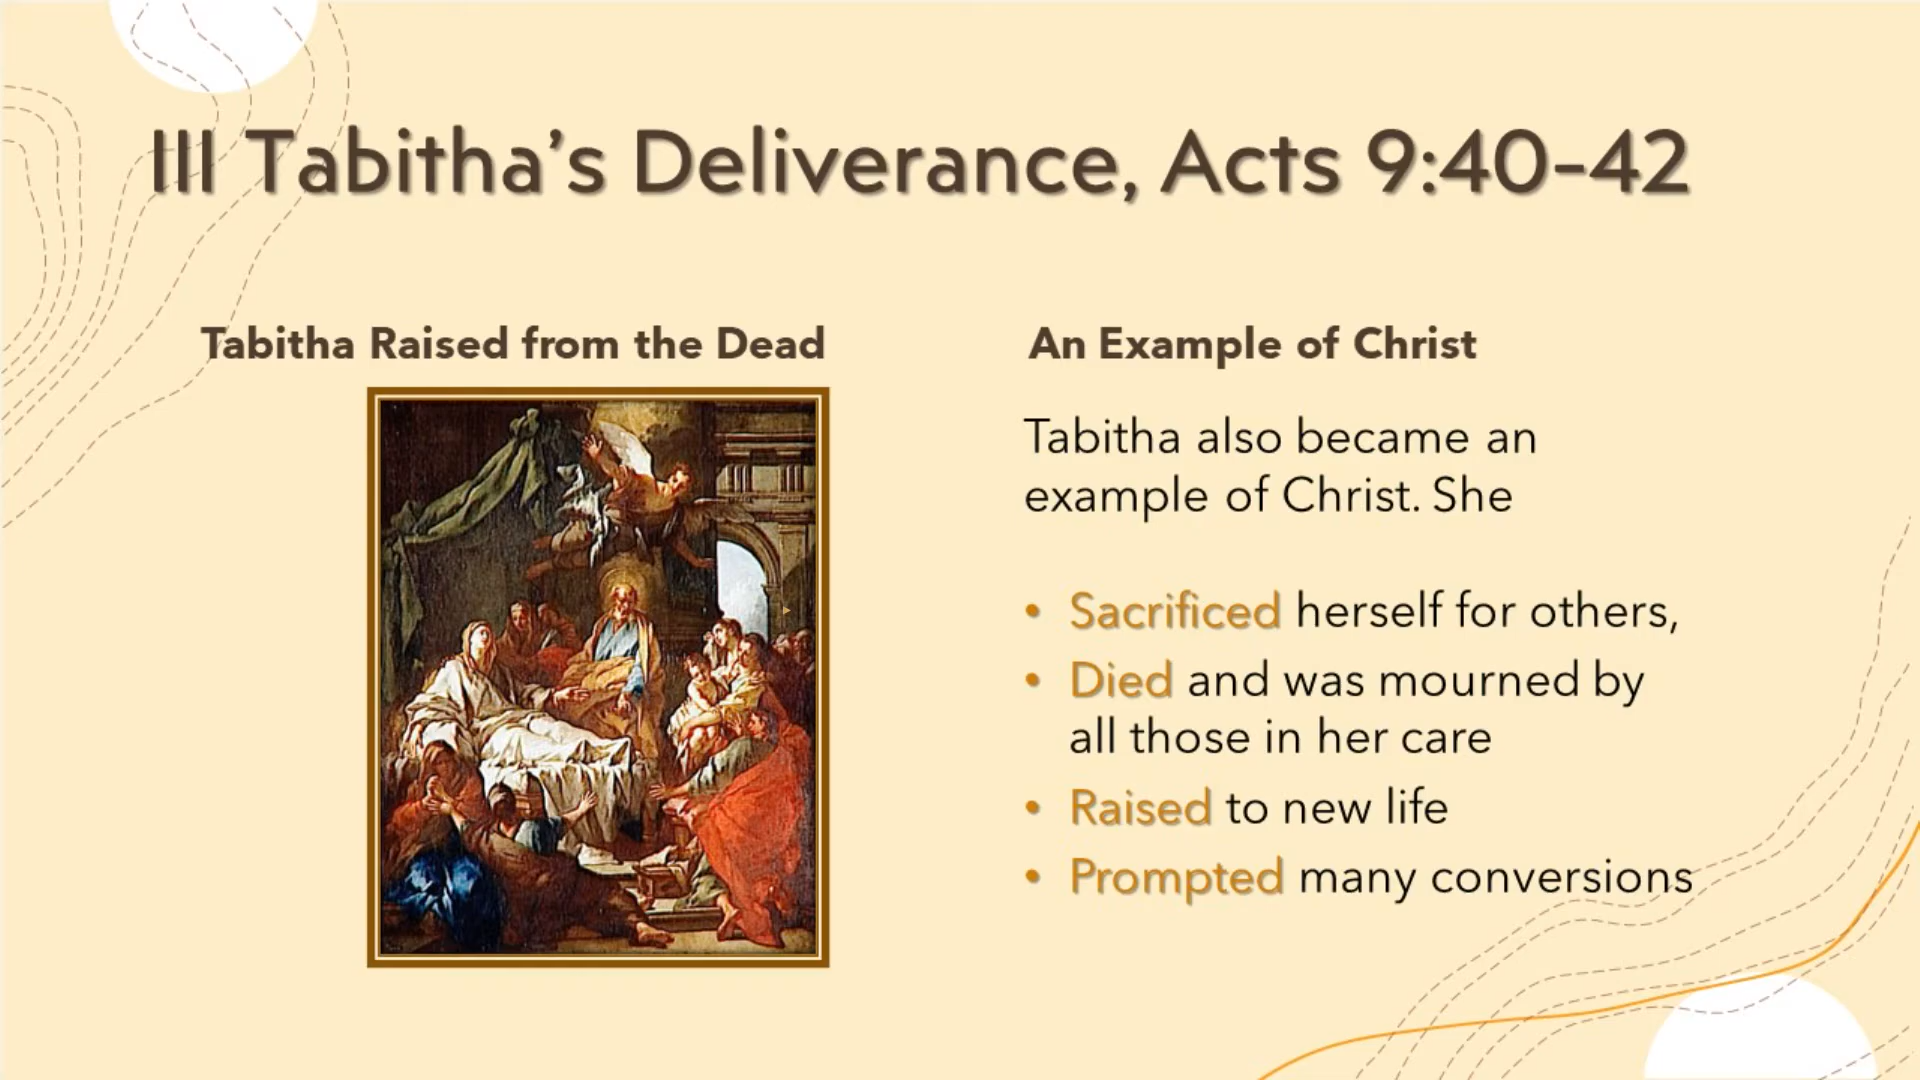 III Tabitha’s Deliverance, Acts 9:40-42
Tabitha Raised from the Dead
An Example of Christ
Tabitha also became an
example of Christ. She
• Sacrificed herself for others,
• Died and was mourned by
all those in her care
• Raised to new life
• Prompted many conversions